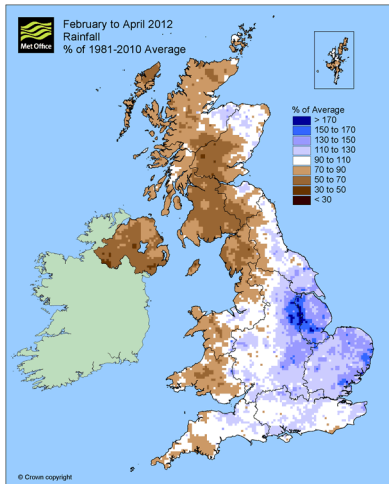 February to April 2012
Rainfall
% of 1981-2010 Average
Met Office
% of Average
> 170
150 to 170
130 to 150
110 to 130
90 to 110
70 to 90
50 to 70
30 to 50
< 30
© Crown copyright